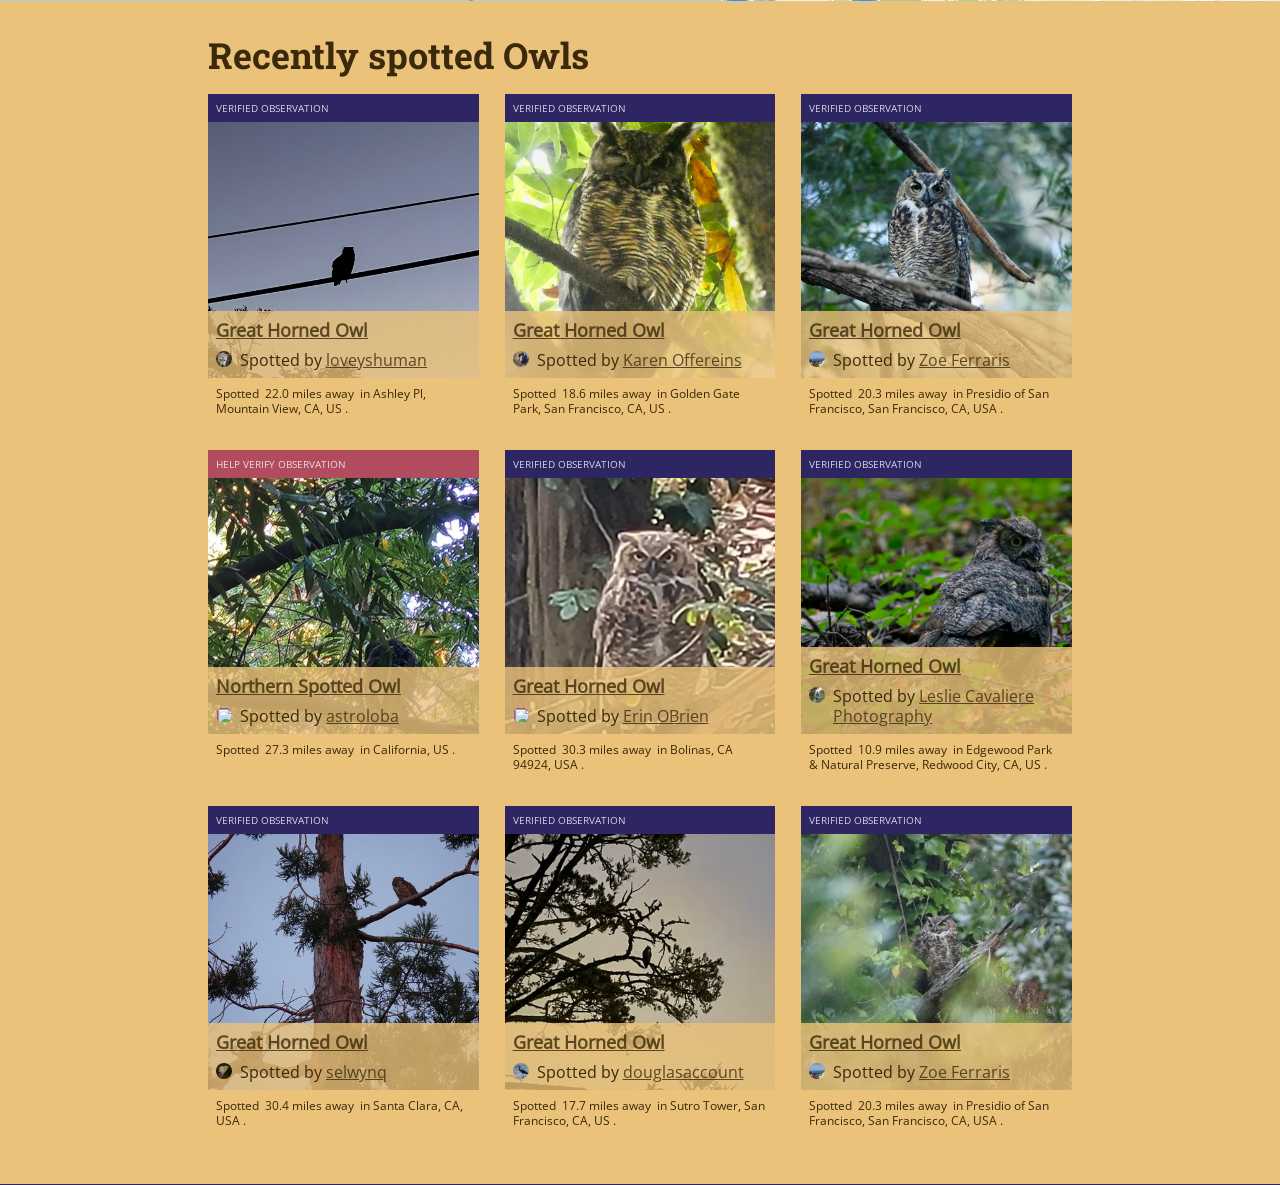 Recently spotted Owls
VERIFIED OBSERVATION
Great Horned Owl
Spotted by loveyshuman
Spotted 22.0 miles away in Ashley Pl,
Mountain View, CA, US .
VERIFIED OBSERVATION
Great Horned Owl
Spotted by Karen Offereins
Spotted 18.6 miles away in Golden Gate
Park, San Francisco, CA, US .
VERIFIED OBSERVATION
Great Horned Owl
Spotted by Zoe Ferraris
Spotted 20.3 miles away in Presidio of San
Francisco, San Francisco, CA, USA .
HELP VERIFY OBSERVATION
Northern Spotted Owl
Spotted by astroloba
Spotted 27.3 miles away in California, US .
VERIFIED OBSERVATION
Great Horned Owl
Spotted by Erin OBrien
Spotted 30.3 miles away in Bolinas, CA
94924, USA .
VERIFIED OBSERVATION
Great Horned Owl
Spotted by Leslie Cavaliere
Photography
Spotted 10.9 miles away in Edgewood Park
& Natural Preserve, Redwood City, CA, US .
VERIFIED OBSERVATION
Great Horned Owl
Spotted by selwynq
Spotted 30.4 miles away in Santa Clara, CA,
USA .
VERIFIED OBSERVATION
Great Horned Owl
Spotted by douglasaccount
Spotted 17.7 miles away in Sutro Tower, San
Francisco, CA, US .
VERIFIED OBSERVATION
Great Horned Owl
Spotted by Zoe Ferraris
Spotted 20.3 miles away in Presidio of San
Francisco, San Francisco, CA, USA .